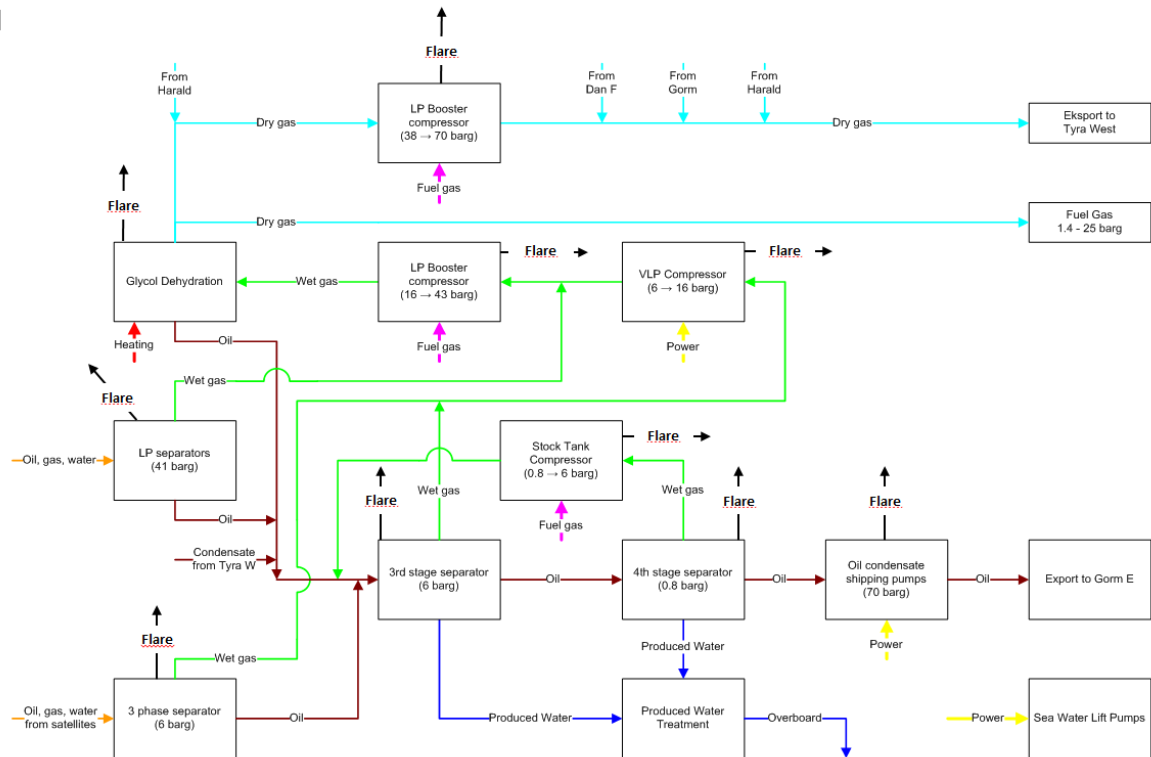 Flare
From
Harald
LP Booster
compressor
(38 → 70 barg)
From
Dan F
From
Gorm
From
Harald
Dry gas
Dry gas
Eksport to
Tyra West
Fuel gas
Flare
Dry gas
Fuel Gas
1.4 - 25 barg
Glycol Dehydration
Wet gas
LP Booster
compressor
(16 → 43 barg)
Flare
VLP Compressor
(6 → 16 barg)
Flare
Heating
Oil
Fuel gas
Power
Wet gas
Flare
Oil, gas, water
LP separators
(41 barg)
Stock Tank
Compressor
(0.8 → 6 barg)
Flare
Wet gas
Wet gas
Flare
Flare
Flare
Oil
Fuel gas
Condensate
from Tyra W
3rd stage separator
(6 barg)
Oil
4th stage separator
(0.8 barg)
Oil
Oil condensate
shipping pumps
(70 barg)
Oil
Export to Gorm E
Flare
Wet gas
Produced Water
Power
Oil, gas, water
from satellites
3 phase separator
(6 barg)
Oil
Produced Water
Produced Water
Treatment
Overboard
Power
Sea Water Lift Pumps